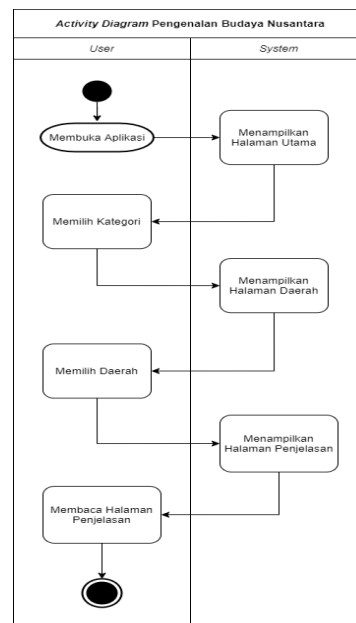 Activity Diagram Pengenalan Budaya Nusantara
User
System
Membuka Aplikasi
Menampilkan
Halaman Utama
Memilih Kategori
Menampilkan
Halaman Daerah
Memilih Daerah
Menampilkan
Halaman Penjelasan
Membaca Halaman
Penjelasan